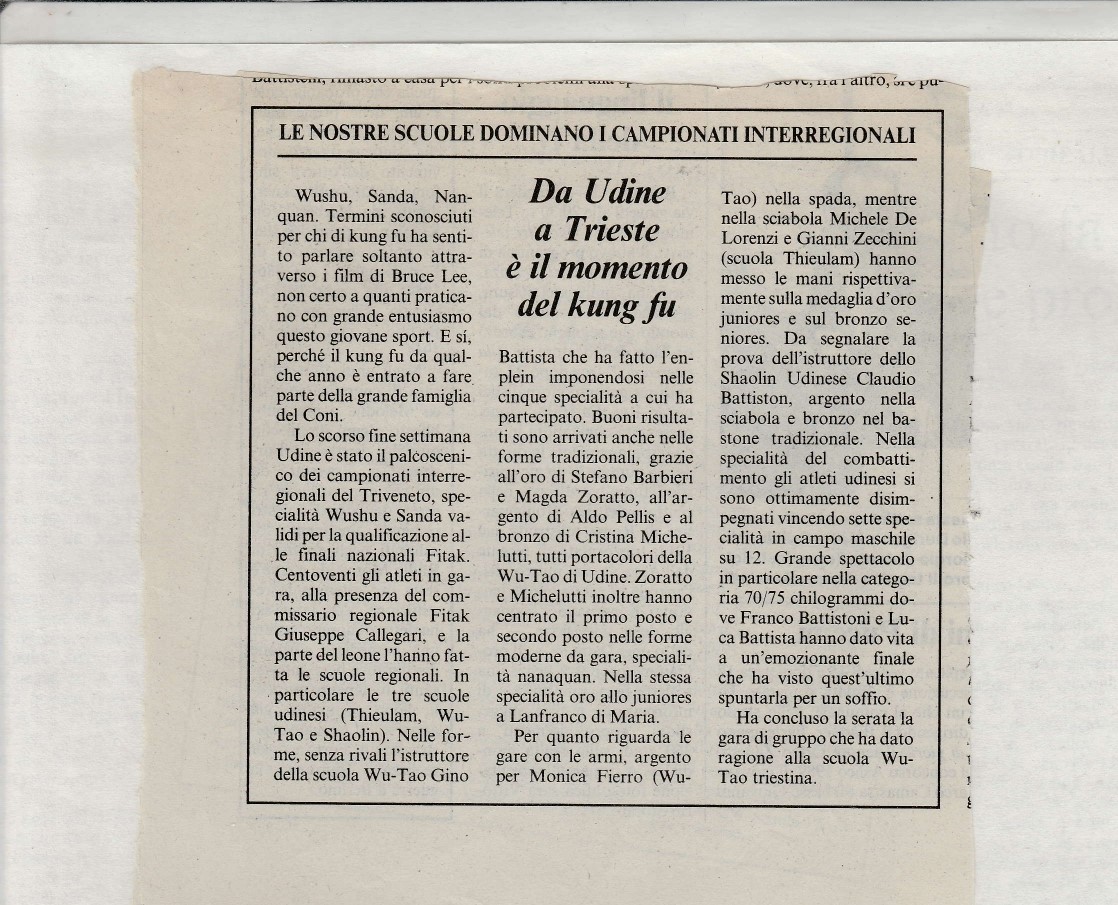 LE NOSTRE SCUOLE DOMINANO I CAMPIONATI INTERREGIONALI
Da Udine
a Trieste
è il momento
del kung fu
Wushu, Sanda, Nan-
quan. Termini sconosciuti
per chi di kung fu ha senti-
to parlare soltanto attra-
verso i film di Bruce Lee,
non certo a quanti pratica-
no con grande entusiasmo
questo giovane sport. E sí,
perché il kung fu da qual-
che anno è entrato a fare
parte della grande famiglia
del Coni.
Lo scorso fine settimana
Udine è stato il palcosceni-
co dei campionati interre-
gionali del Triveneto, spe-
cialità Wushu e Sanda va-
lidi per la qualificazione al-
le finali nazionali Fitak.
Centoventi gli atleti in ga-
ra, alla presenza del com-
missario regionale Fitak
Giuseppe Callegari, e la
parte del leone l'hanno fat-
ta le scuole regionali. In
particolare le tre scuole
udinesi (Thieulam, Wu-
Tao e Shaolin). Nelle for-
me, senza rivali l'istruttore
della scuola Wu-Tao Gino
Battista che ha fatto l'en-
plein imponendosi nelle
cinque specialità a cui ha
partecipato. Buoni risulta-
ti sono arrivati anche nelle
forme tradizionali, grazie
all'oro di Stefano Barbieri
e Magda Zoratto, all'ar-
gento di Aldo Pellis e al
bronzo di Cristina Miche-
lutti, tutti portacolori della
Wu-Tao di Udine. Zoratto
e Michelutti inoltre hanno
centrato il primo posto e
secondo posto nelle forme
moderne da gara, speciali-
tà nanaquan. Nella stessa
specialità oro allo juniores
a Lanfranco di Maria.
Per quanto riguarda le
gare con le armi, argento
per Monica Fierro (Wu-
Tao) nella spada, mentre
nella sciabola Michele De
Lorenzi e Gianni Zecchini
(scuola Thieulam) hanno
messo le mani rispettiva-
mente sulla medaglia d'oro
juniores e sul bronzo se-
niores. Da segnalare la
prova dell'istruttore dello
Shaolin Udinese Claudio
Battiston, argento nella
sciabola e bronzo nel ba-
stone tradizionale. Nella
specialità del combatti-
mento gli atleti udinesi si
sono ottimamente disim-
pegnati vincendo sette spe-
cialità in campo maschile
su 12. Grande spettacolo
in particolare nella catego-
ria 70/75 chilogrammi do-
ve Franco Battistoni e Lu-
ca Battista hanno dato vita
a un'emozionante finale
che ha visto quest'ultimo
spuntarla per un soffio.
Ha concluso la serata la
gara di gruppo che ha dato
ragione alla scuola Wu-
Tao triestina.